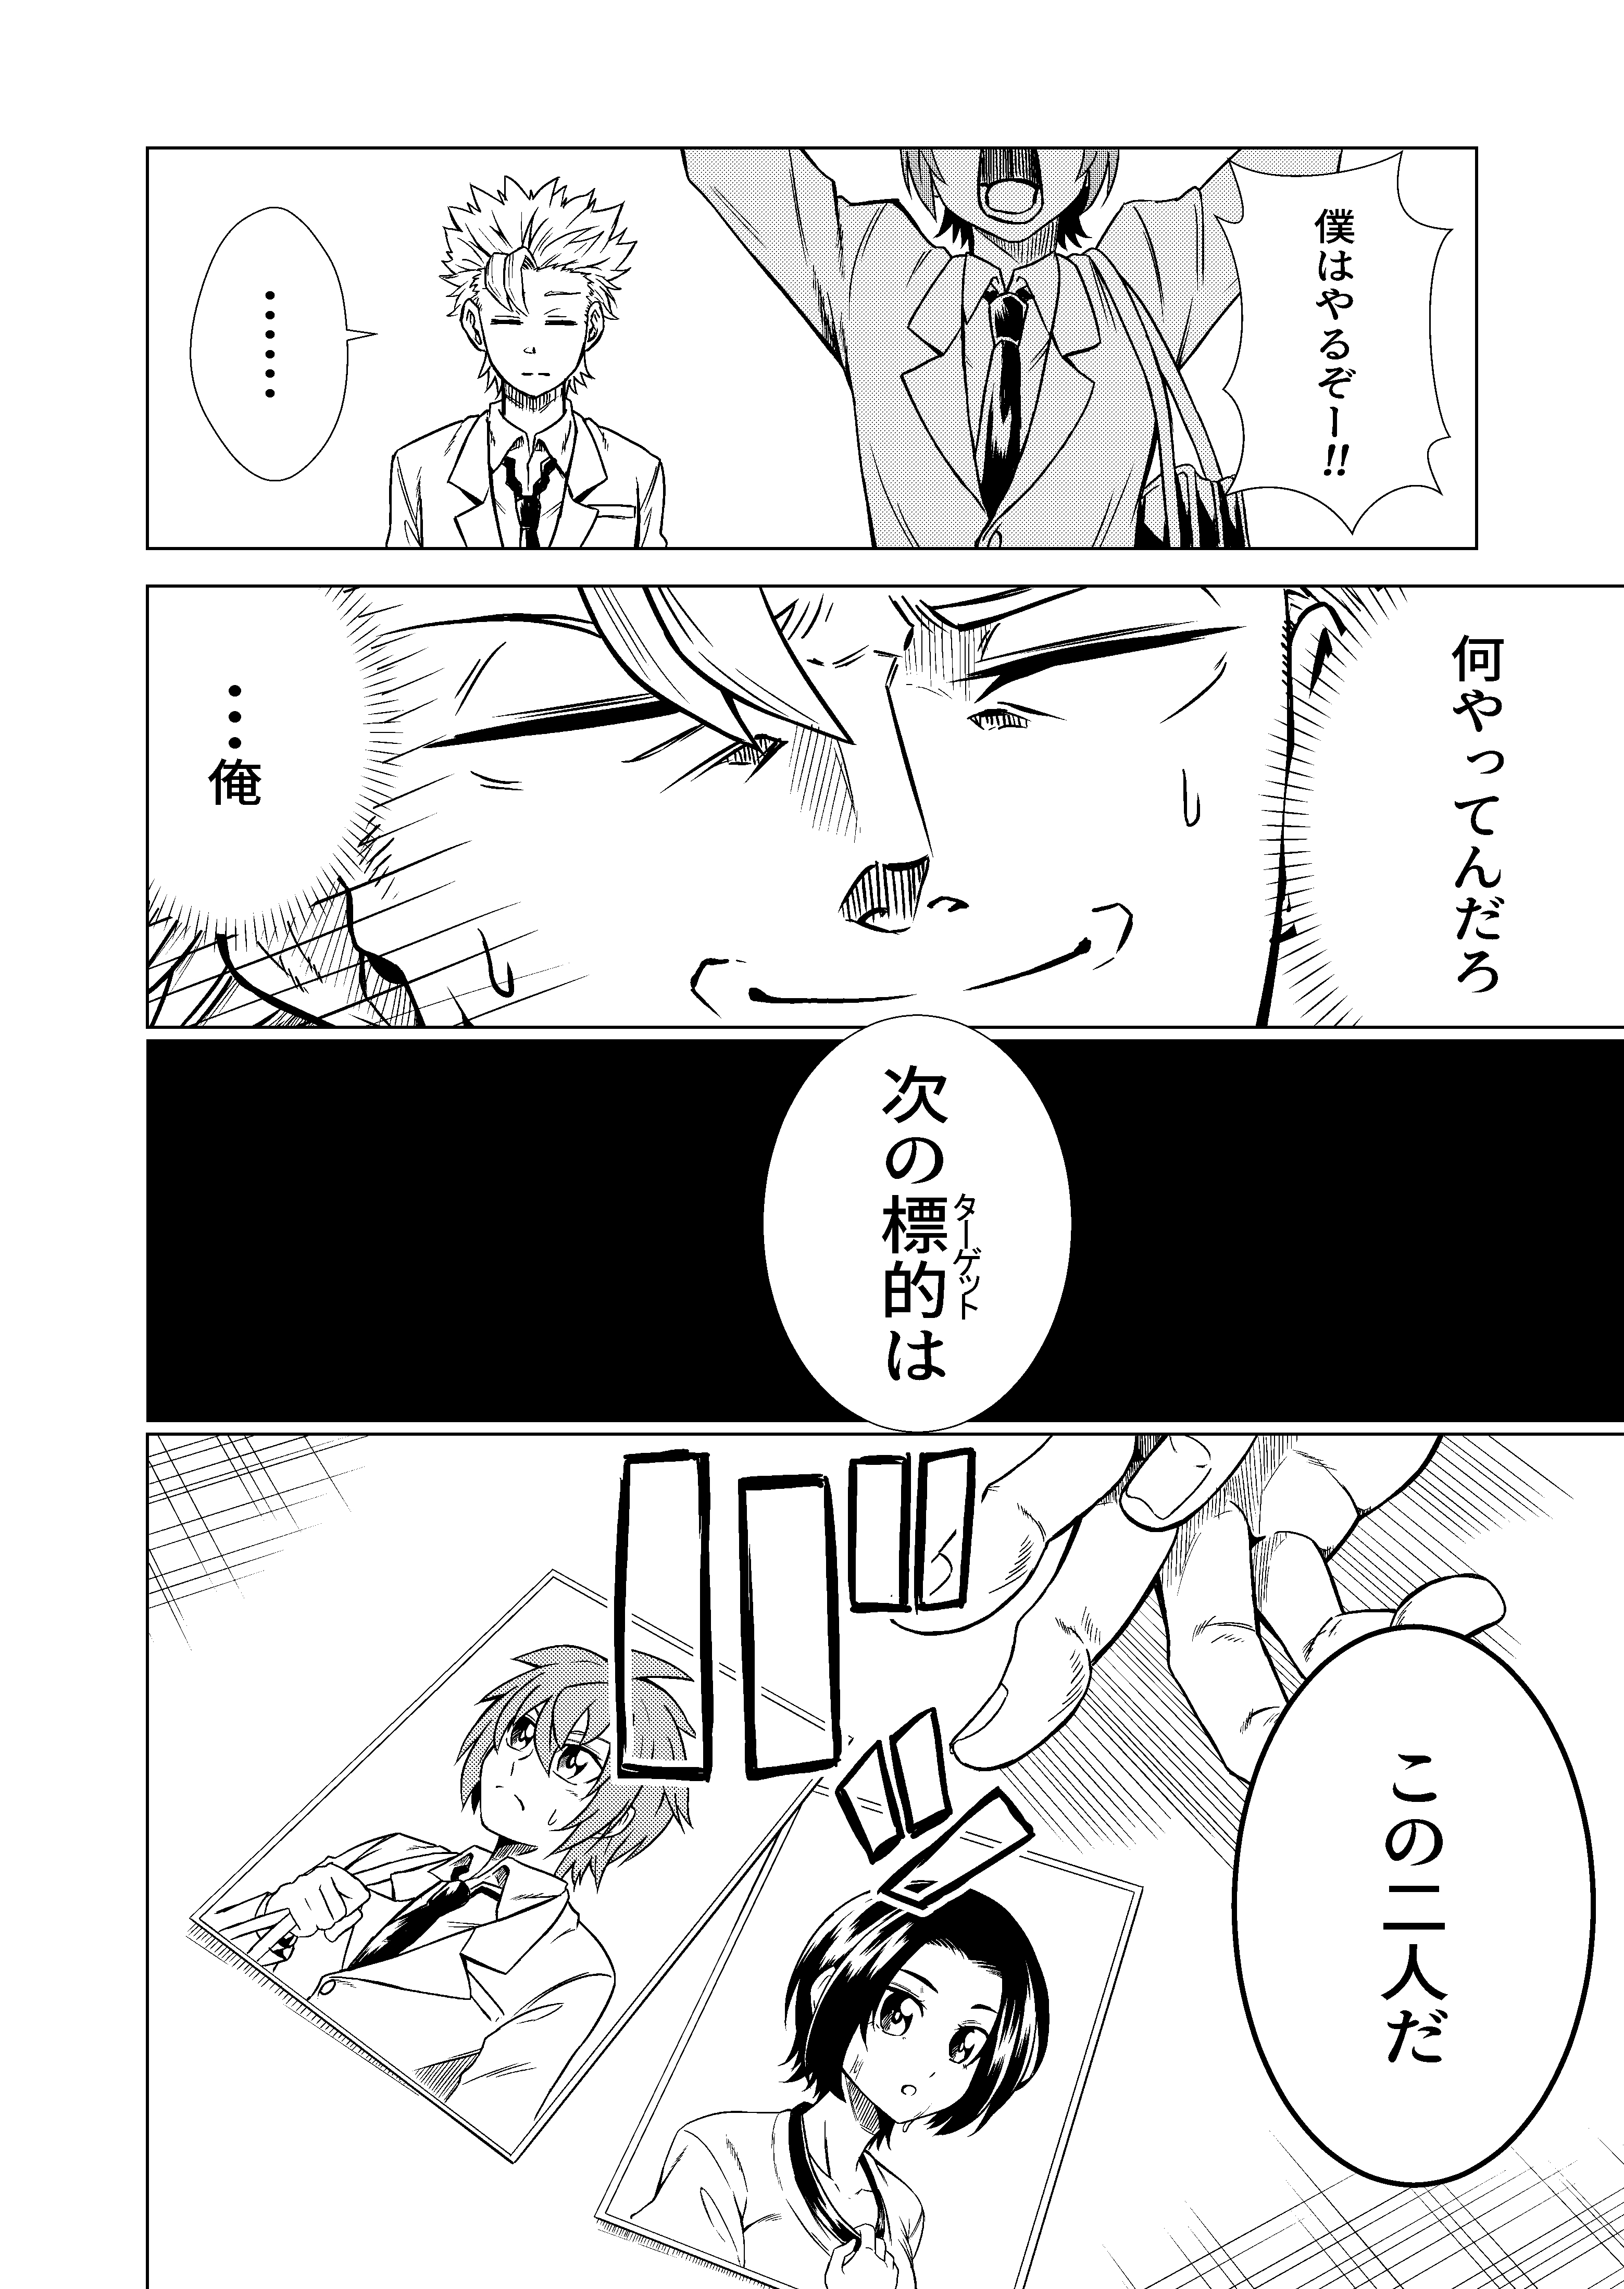 僕はやるぞー!!
……
何やってんだろ
…俺
次の標的は
ターゲット
この二人だ